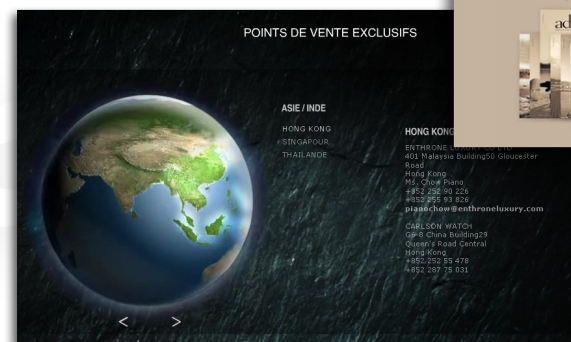 POINTS DE VENTE EXCLUSIFS
ad
ASIE / INDE
HONG KONG
SINGAPOUR
THAILANDE
HONG KONG
ENTHRONE LUXURY CO LTD
401 Malaysia Building50 Gloucester
Road
Hong Kong
Ms. Chow Piano
+852 252 90 226
+852 255 93 826
pianochow@enthroneluxury.com
CARLSON WATCH
G6-8 China Building29
Queen's Road Central
Hong Kong
+852 252 55 478
+852 287 75 031
< >